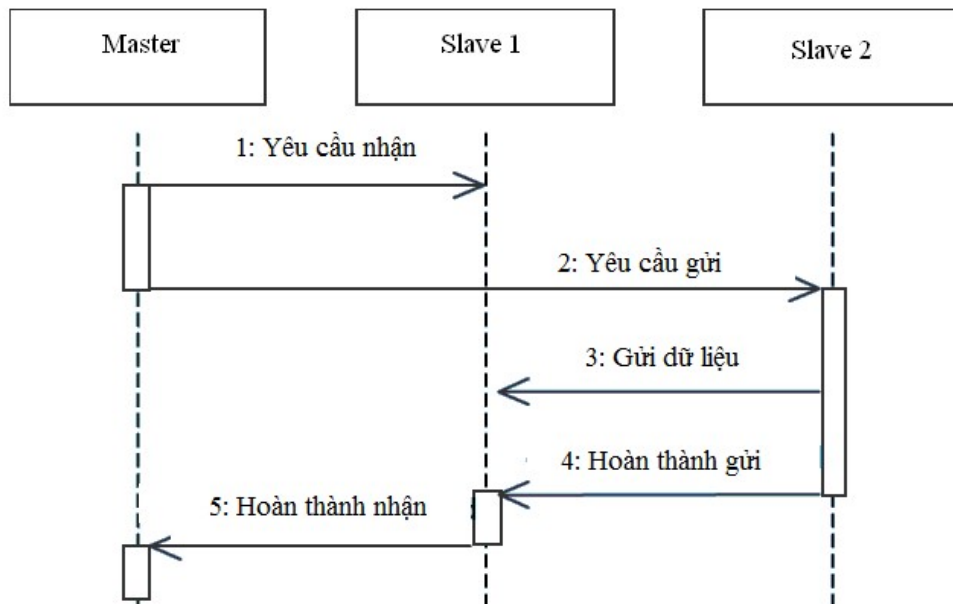 Master
Slave 1
Slave 2
1: Yêu cầu nhận
2: Yêu cầu gửi
3: Gửi dữ liệu
4: Hoàn thành gửi
5: Hoàn thành nhận